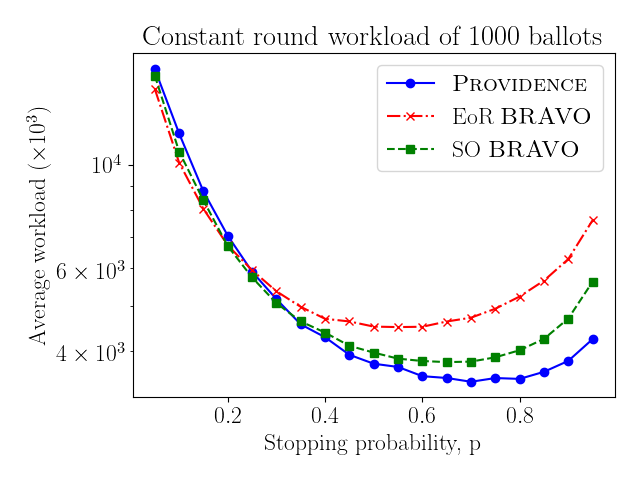 Constant round workload of 1000 ballots
PROVIDENCE
EoR BRAVO
SO BRAVO
Average workload (×10³)
10⁴
6 × 10³
4 × 10³
0.2 0.4 0.6 0.8
Stopping probability, p